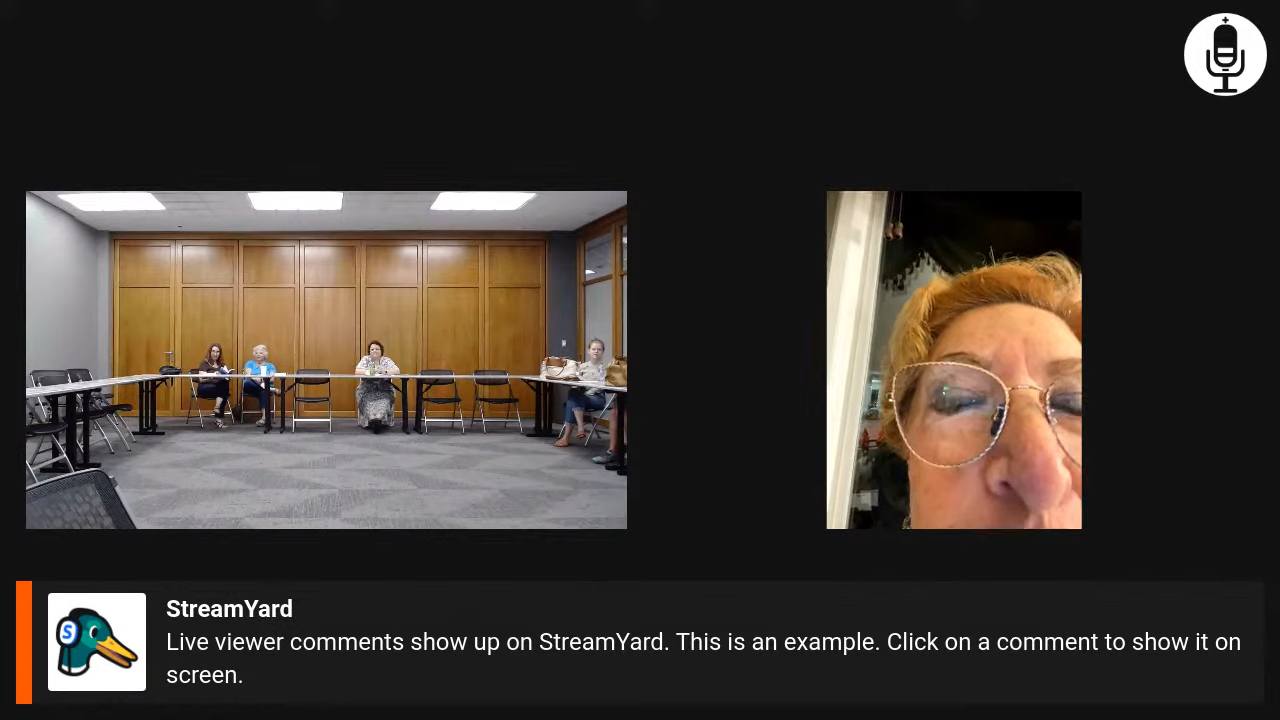 StreamYard
Live viewer comments show up on StreamYard. This is an example. Click on a comment to show it on
screen.
S